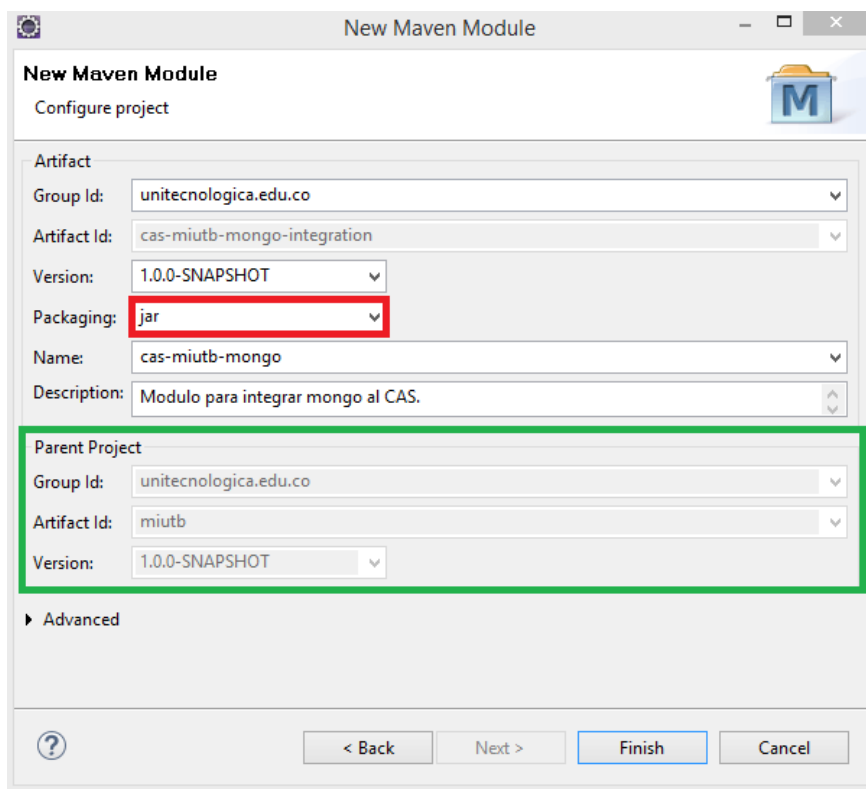 New Maven Module
New Maven Module
Configure project
M
Artifact
Group Id: unitecnologica.edu.co
Artifact Id: cas-miutb-mongo-integration
Version: 1.0.0-SNAPSHOT
Packaging: jar
Name: cas-miutb-mongo
Description: Modulo para integrar mongo al CAS.
Parent Project
Group Id: unitecnologica.edu.co
Artifact Id: miutb
Version: 1.0.0-SNAPSHOT
Advanced
? < Back Next > Finish Cancel